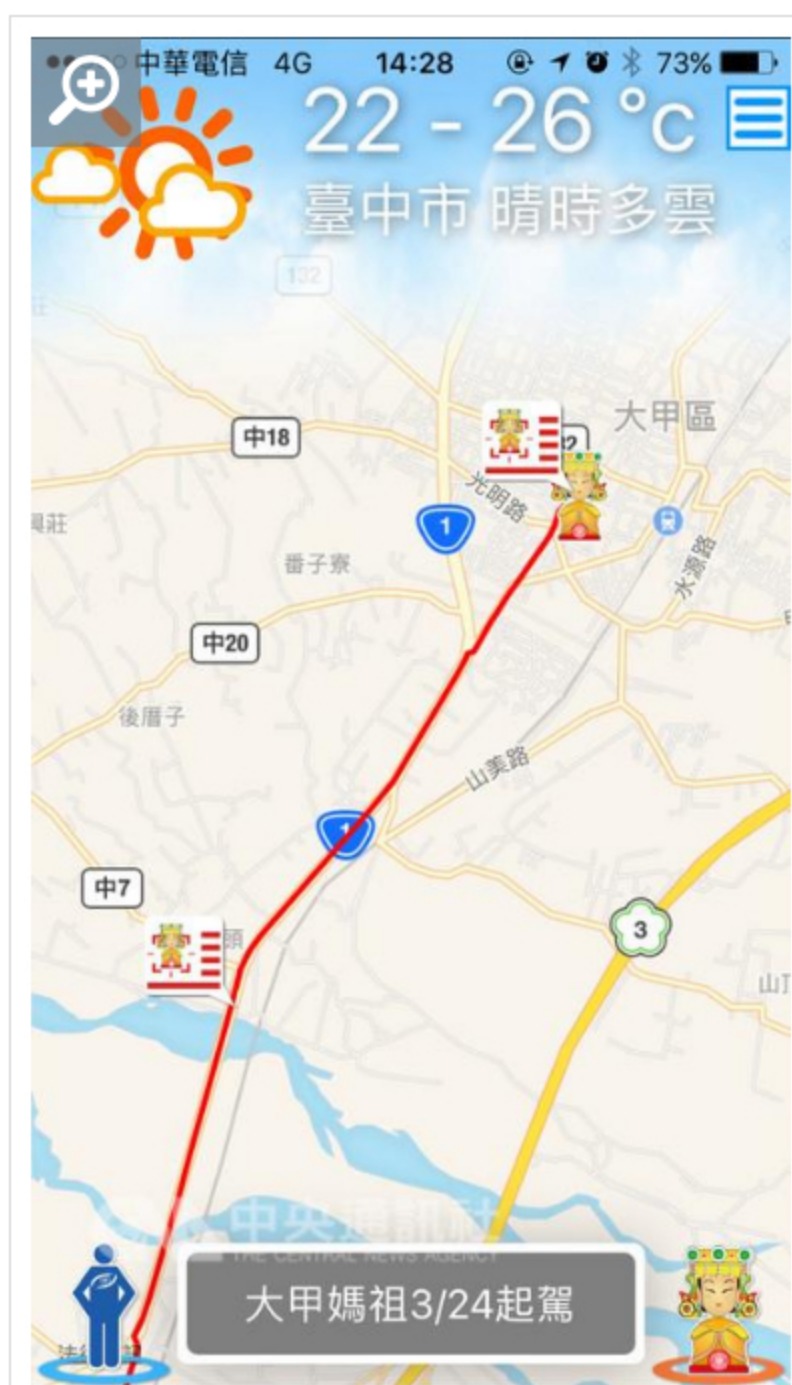 中華電信 4G 14:28 73%
22 - 26 °c
臺中市 晴時多雲
132
大甲區
中18
光明路
1
番子寮
水源路
中20
後厝子
山美路
1
中7
3
中央通訊社
THE CENTRAL NEWS AGENCY
大甲媽祖3/24起駕